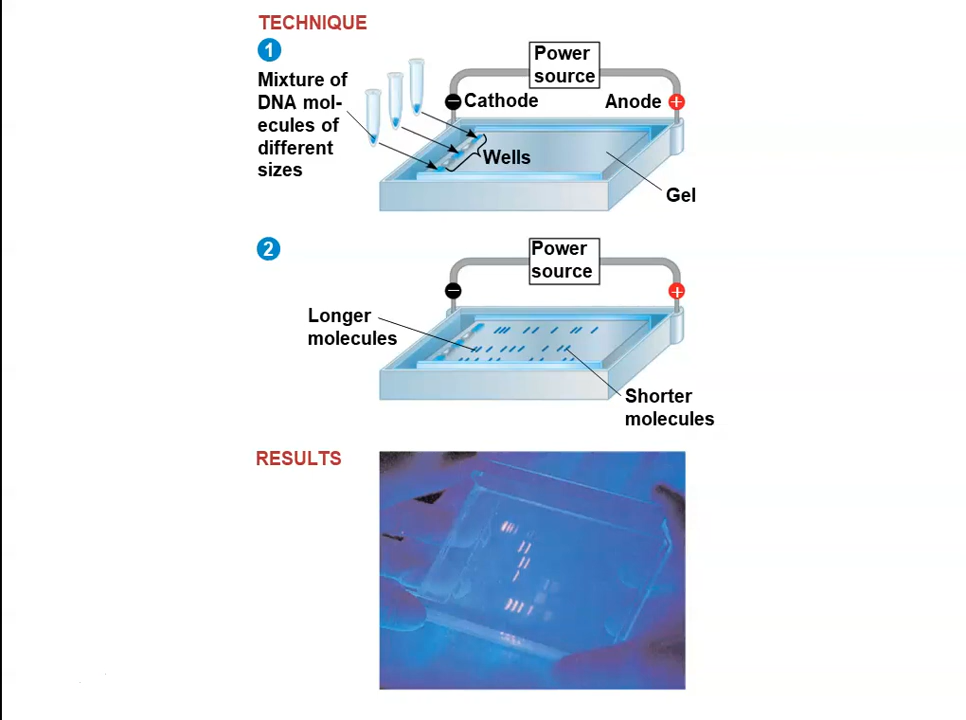 TECHNIQUE
1
Mixture of
DNA mol-
ecules of
different
sizes
Power
source
− Cathode
Anode +
Wells
Gel
2
Power
source
−
+
Longer
molecules
Shorter
molecules
RESULTS